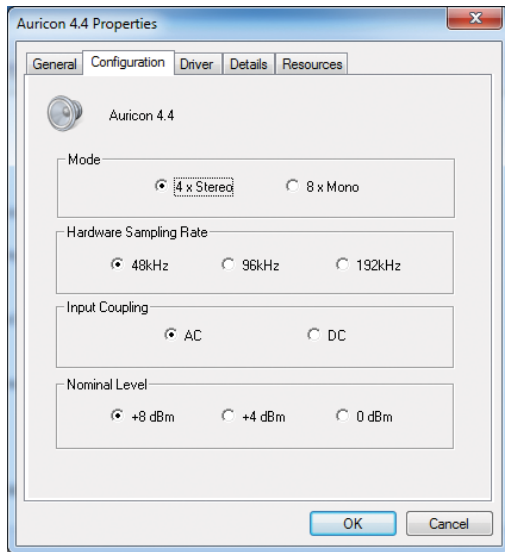 Auricon 4.4 Properties
General Configuration Driver Details Resources
Auricon 4.4
Mode
4 x Stereo 8 x Mono
Hardware Sampling Rate
48kHz 96kHz 192kHz
Input Coupling
AC DC
Nominal Level
+8 dBm +4 dBm 0 dBm
OK Cancel